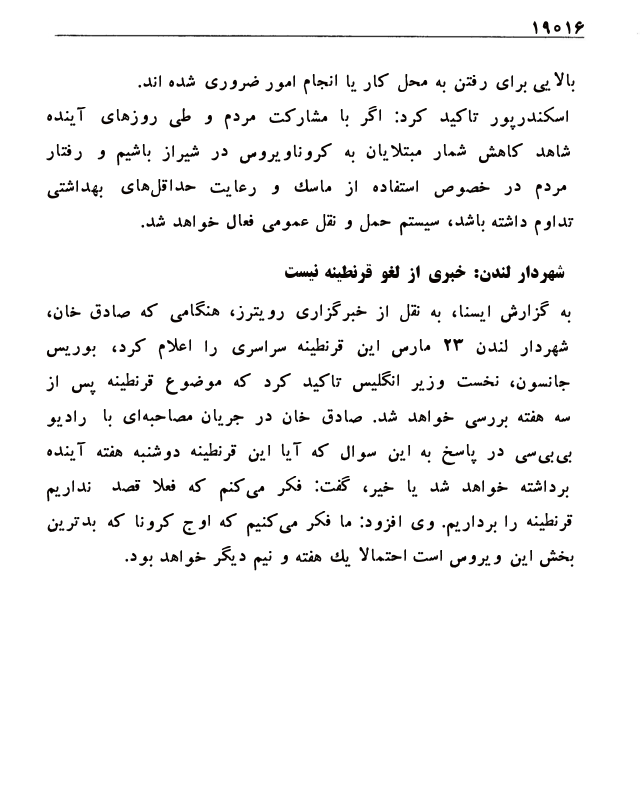 ۱۹۰۱۶
بالایی برای رفتن به محل کار یا انجام امور ضروری شده اند.
اسکندرپور تاکید کرد: اگر با مشارکت مردم و طی روزهای آینده
شاهد کاهش شمار مبتلایان به کروناویروس در شیراز باشیم و رفتار
مردم در خصوص استفاده از ماسك و رعایت حداقل‌های بهداشتی
تداوم داشته باشد، سیستم حمل و نقل عمومی فعال خواهد شد.
شهردار لندن: خبری از لغو قرنطینه نیست
به گزارش ایسنا، به نقل از خبرگزاری رویترز، هنگامی که صادق خان،
شهردار لندن ۲۳ مارس این قرنطینه سراسری را اعلام کرد، بوریس
جانسون، نخست وزیر انگلیس تاکید کرد که موضوع قرنطینه پس از
سه هفته بررسی خواهد شد. صادق خان در جریان مصاحبه‌ای با رادیو
بی‌بی‌سی در پاسخ به این سوال که آیا این قرنطینه دوشنبه هفته آینده
برداشته خواهد شد یا خیر، گفت: فکر می‌کنم که فعلا قصد نداریم
قرنطینه را برداریم. وی افزود: ما فکر می‌کنیم که اوج کرونا که بدترین
بخش این ویروس است احتمالا یك هفته و نیم دیگر خواهد بود.